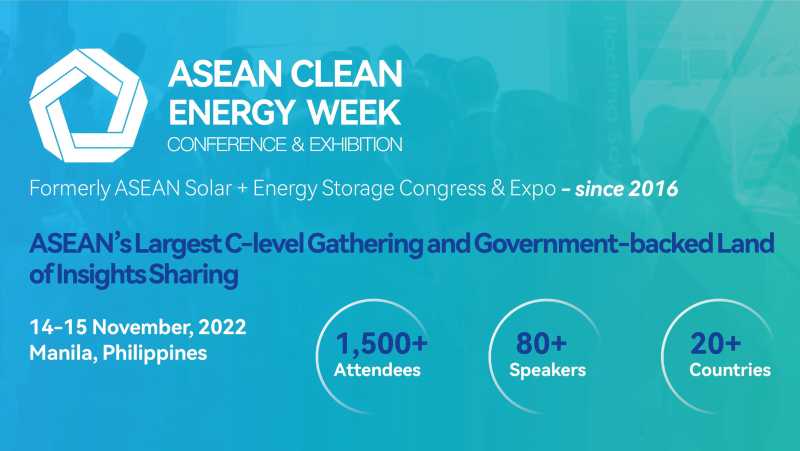 ASEAN CLEAN
ENERGY WEEK
CONFERENCE & EXHIBITION
Formerly ASEAN Solar + Energy Storage Congress & Expo - since 2016
ASEAN's Largest C-level Gathering and Government-backed Land
of Insights Sharing
14-15 November, 2022
Manila, Philippines
1,500+
Attendees
80+
Speakers
20+
Countries